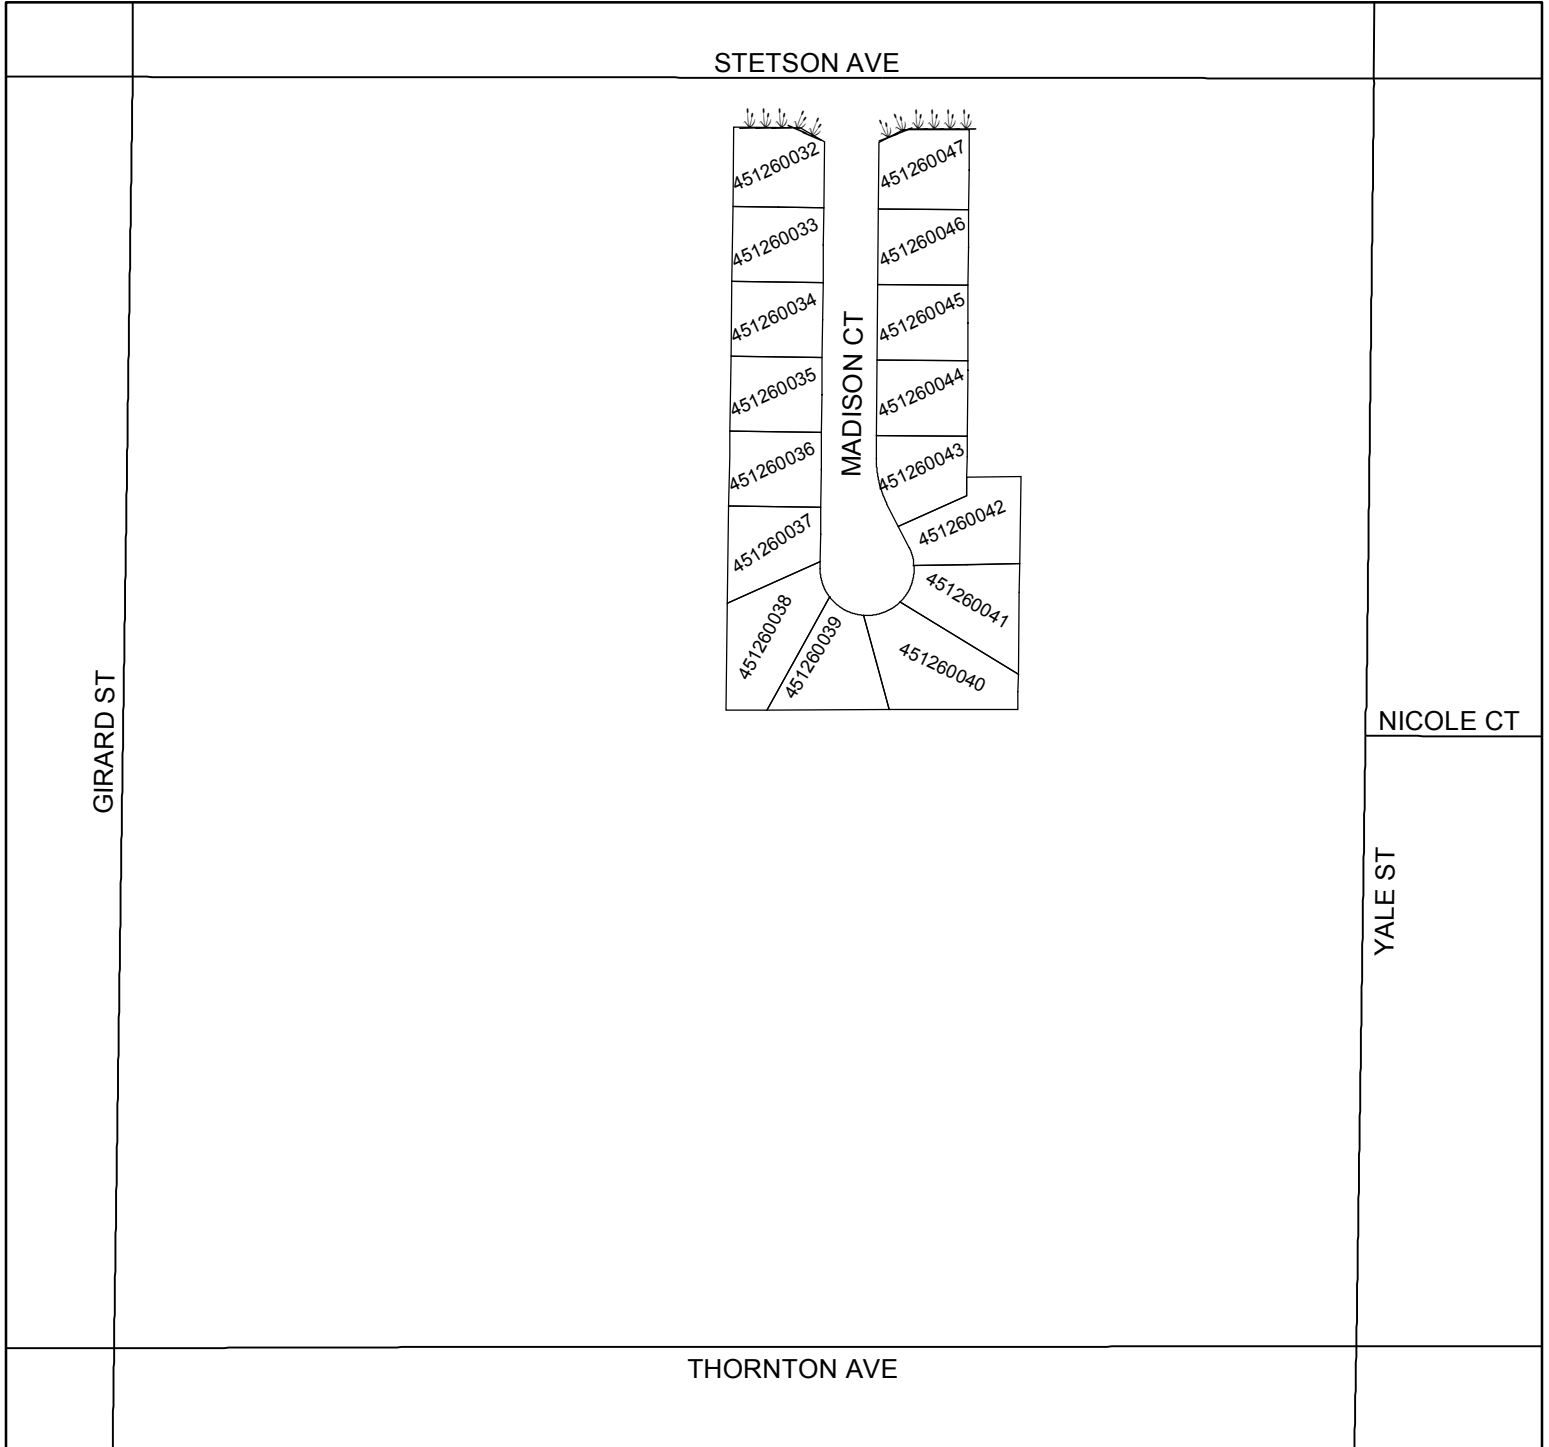 STETSON AVE
451260032
451260047
451260033
451260046
451260034
451260045
451260035
451260044
MADISON CT
451260036
451260043
451260037
451260042
451260038
451260041
451260039
451260040
GIRARD ST
NICOLE CT
YALE ST
THORNTON AVE